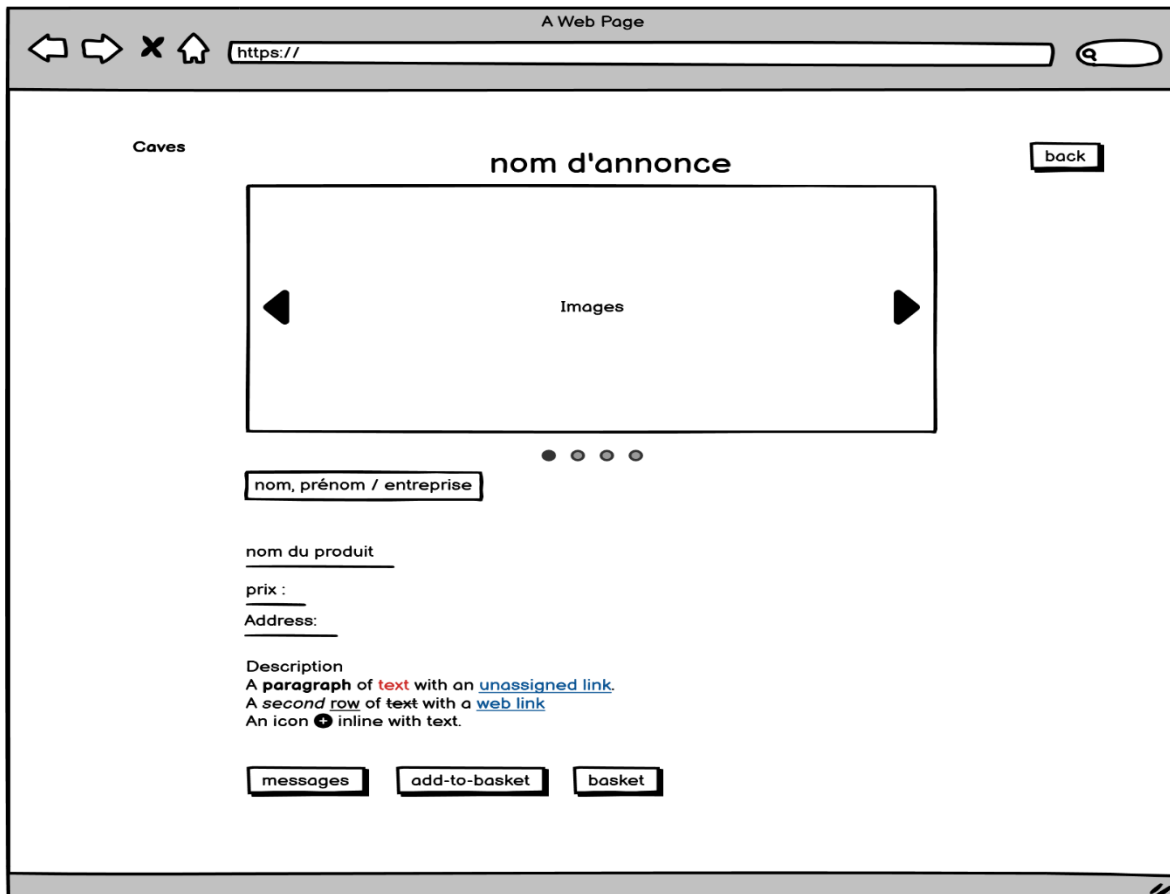 A Web Page
https://
Caves
nom d'annonce
back
Images
nom, prénom / entreprise
nom du produit
prix :
Address:
Description
A paragraph of text with an unassigned link.
A second row of text with a web link
An icon inline with text.
messages
add-to-basket
basket